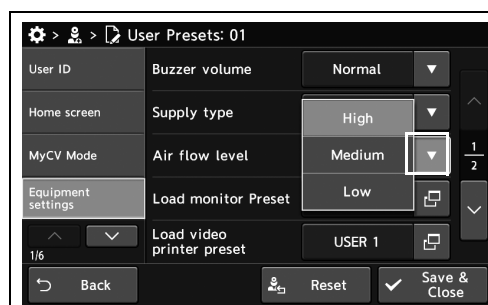 > > User Presets: 01
User ID
Buzzer volume
Normal
Home screen
Supply type
High
MyCV Mode
Air flow level
Medium
1
2
Equipment
settings
Load monitor Preset
Low
1/6
Load video
printer preset
USER 1
Back
Reset
Save &
Close